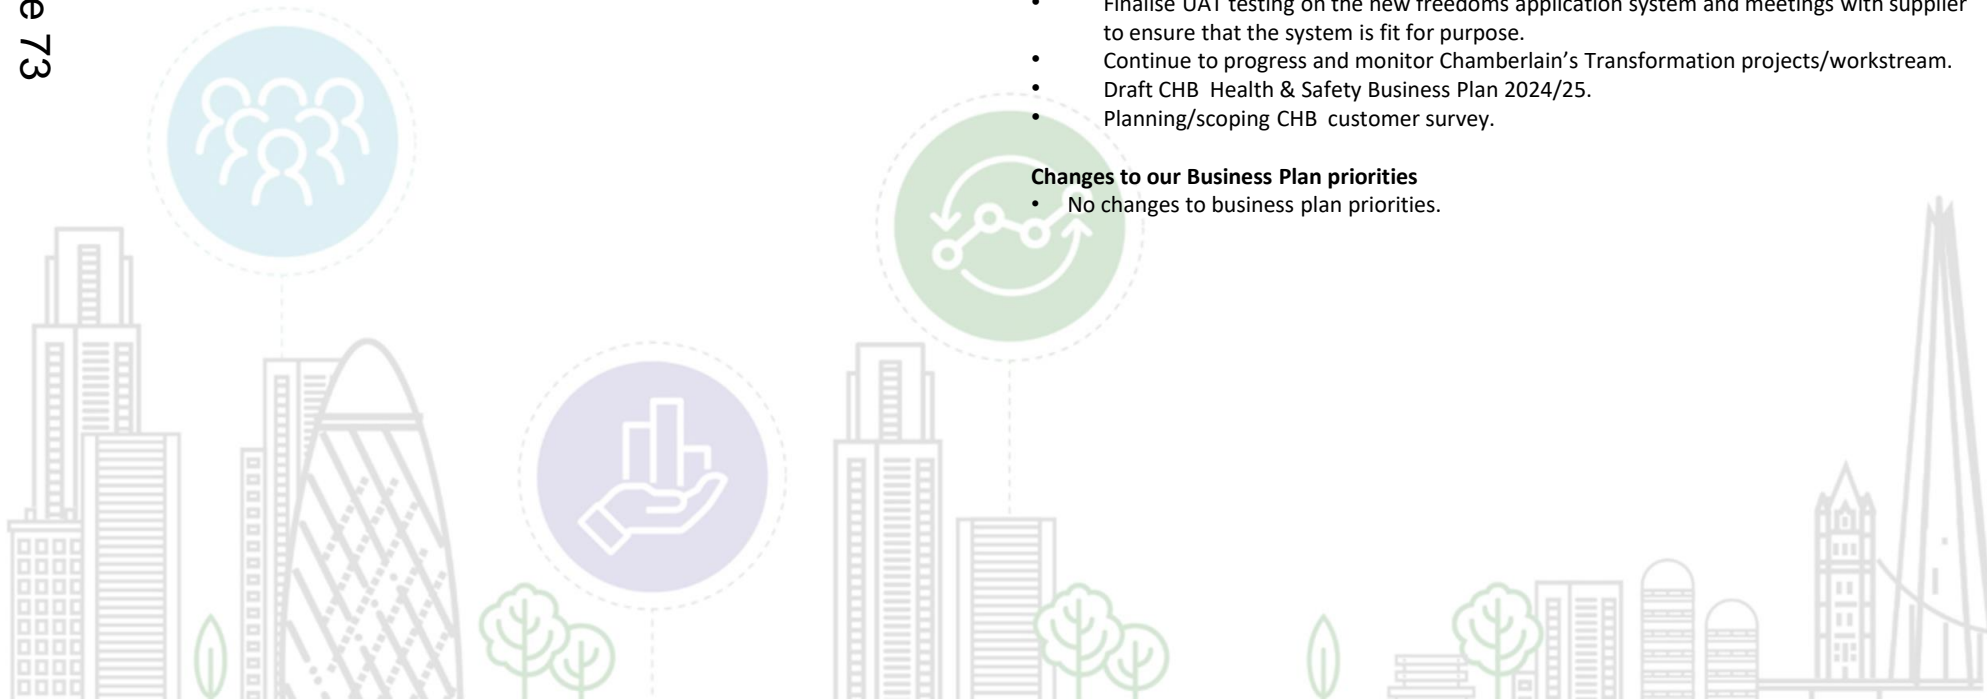 e 73
• Finalise UAT testing on the new freedoms application system and meetings with supplier
to ensure that the system is fit for purpose.
• Continue to progress and monitor Chamberlain’s Transformation projects/workstream.
• Draft CHB Health & Safety Business Plan 2024/25.
• Planning/scoping CHB customer survey.
Changes to our Business Plan priorities
• No changes to business plan priorities.